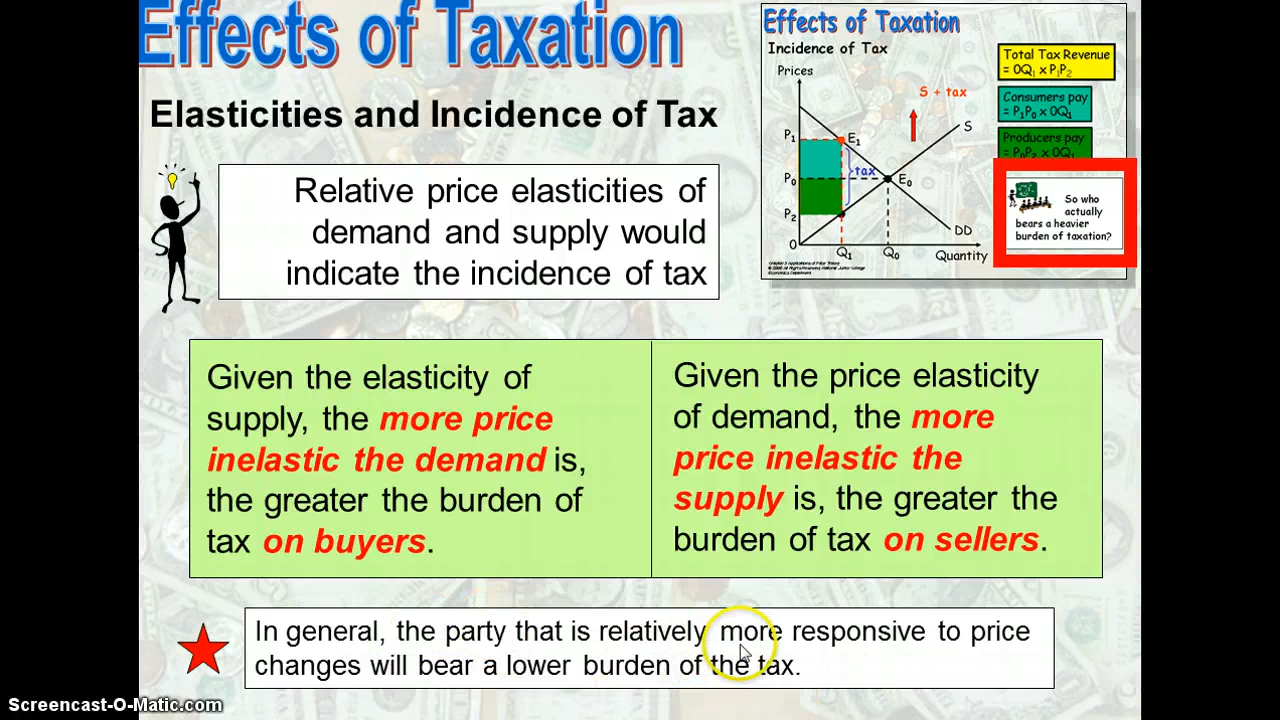 Effects of Taxation
Elasticities and Incidence of Tax
Relative price elasticities of
demand and supply would
indicate the incidence of tax
Effects of Taxation
Incidence of Tax
Prices
S + tax
S
P1
E1
tax
P0
E0
P2
DD
0
Q1
Q0
Quantity
Total Tax Revenue
= 0Q1 x P1P2
Consumers pay
= P1P0 x 0Q1
Producers pay
= P0P2 x 0Q1
So who
actually
bears a heavier
burden of taxation?
Given the elasticity of
supply, the more price
inelastic the demand is,
the greater the burden of
tax on buyers.
Given the price elasticity
of demand, the more
price inelastic the
supply is, the greater the
burden of tax on sellers.
In general, the party that is relatively more responsive to price
changes will bear a lower burden of the tax.
Screencast-O-Matic.com